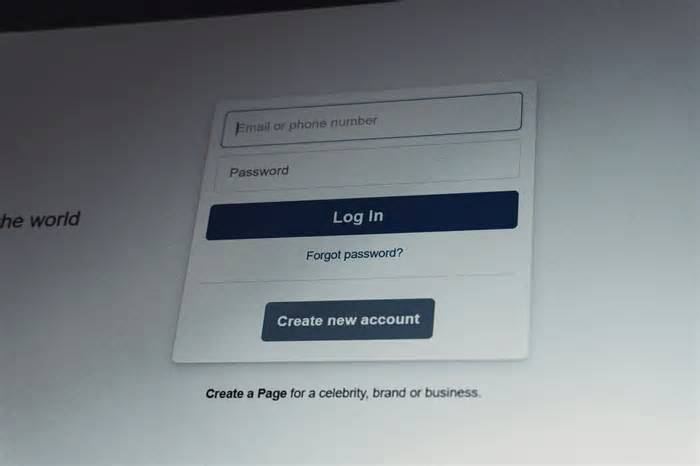 Email or phone number
Password
he world
Log In
Forgot password?
Create new account
Create a Page for a celebrity, brand or business.